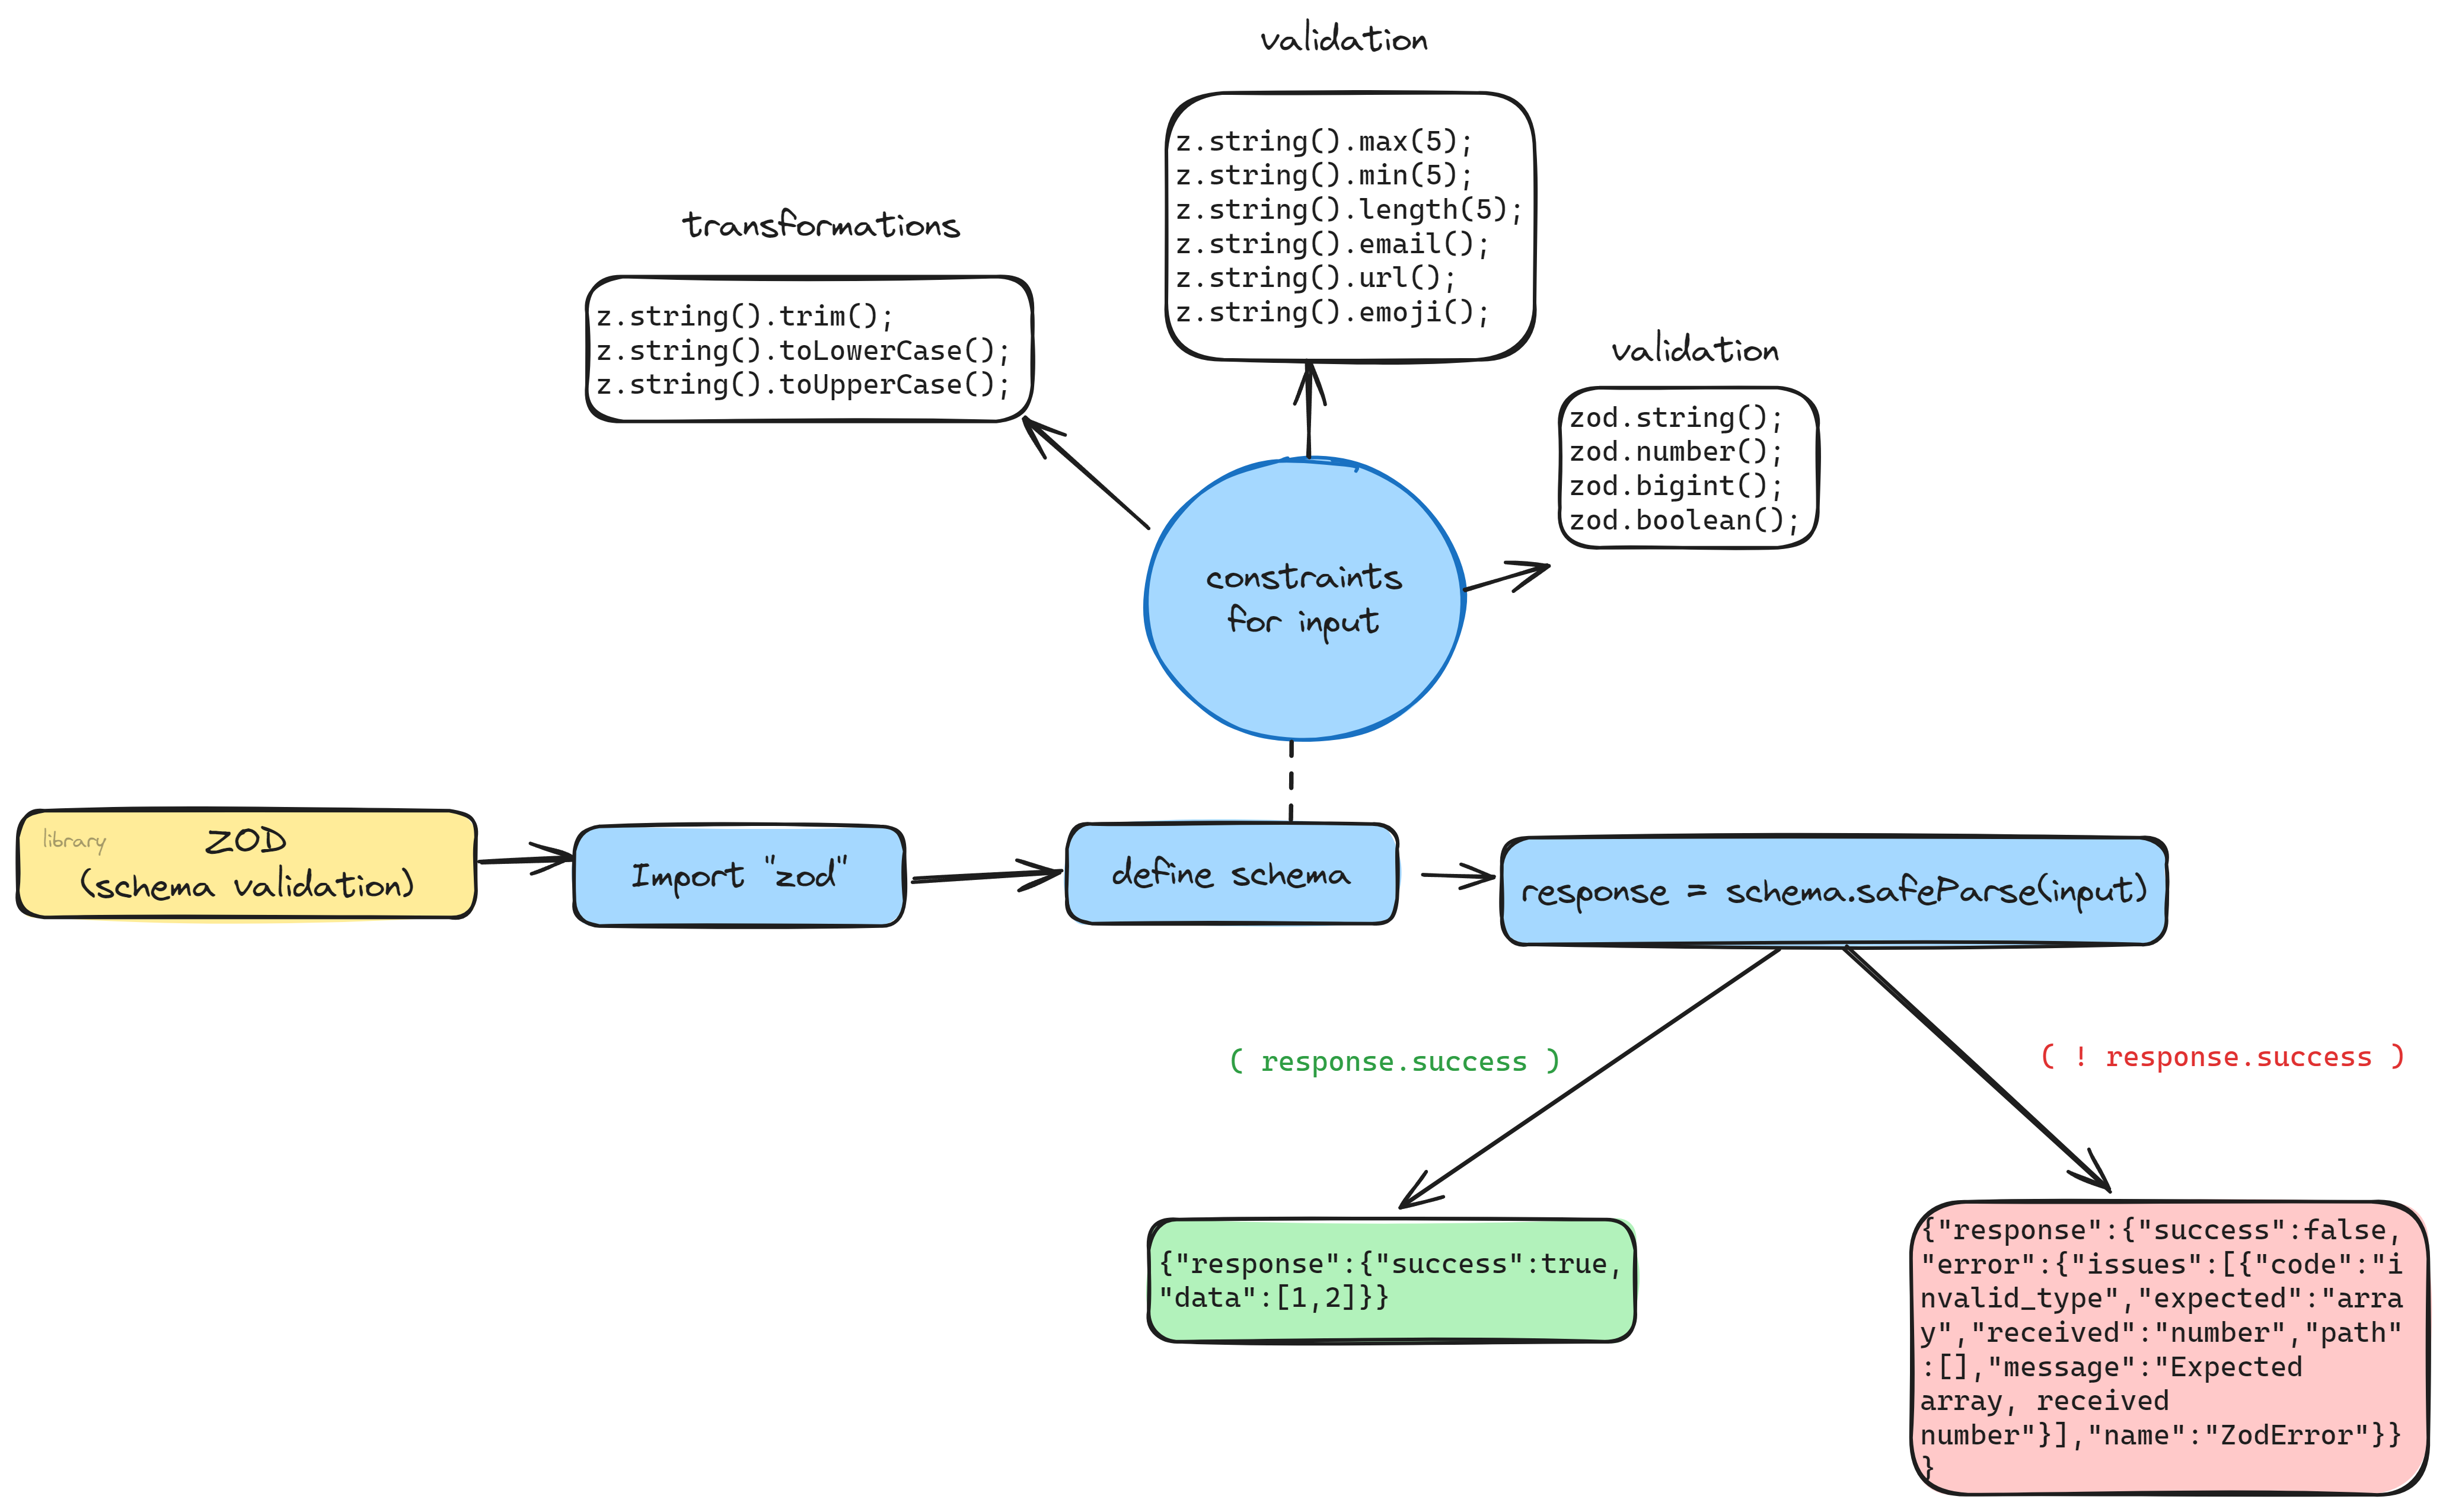 validation
z.string().max(5);
z.string().min(5);
z.string().length(5);
z.string().email();
z.string().url();
z.string().emoji();
transformations
z.string().trim();
z.string().toLowerCase();
z.string().toUpperCase();
validation
zod.string();
zod.number();
zod.bigint();
zod.boolean();
constraints
for input
library
ZOD
(schema validation)
Import "zod"
define schema
response = schema.safeParse(input)
( response.success )
( ! response.success )
{"response":{"success":true,
"data":[1,2]}}
{"response":{"success":false,
"error":{"issues":[{"code":"i
nvalid_type","expected":"arra
y","received":"number","path"
:[],"message":"Expected
array, received
number"}],"name":"ZodError"}}
}